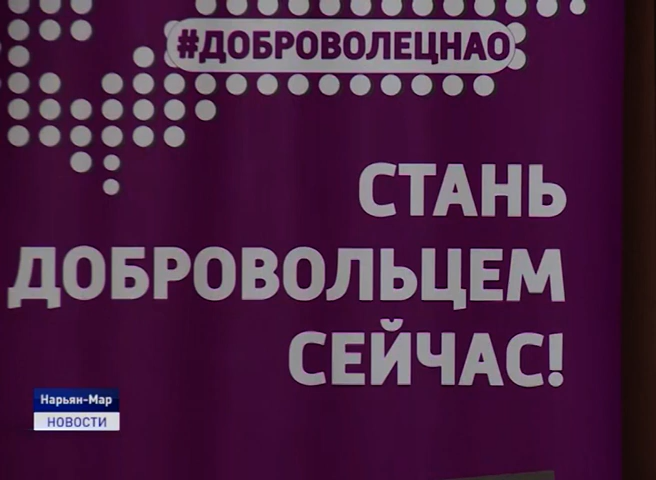 #ДОБРОВОЛЕЦНАО
СТАНЬ
ДОБРОВОЛЬЦЕМ
СЕЙЧАС!
Нарьян-Мар
НОВОСТИ